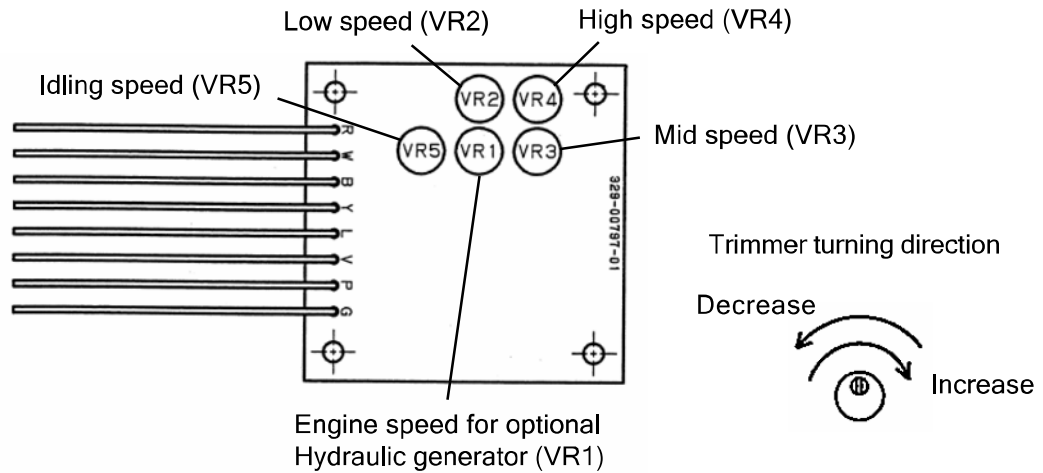 Low speed (VR2)
High speed (VR4)
Idling speed (VR5)
VR2
VR4
Mid speed (VR3)
VR5
VR1
VR3
R
W
B
Y
L
V
P
G
329-00797-01
Trimmer turning direction
Decrease
Increase
Engine speed for optional
Hydraulic generator (VR1)